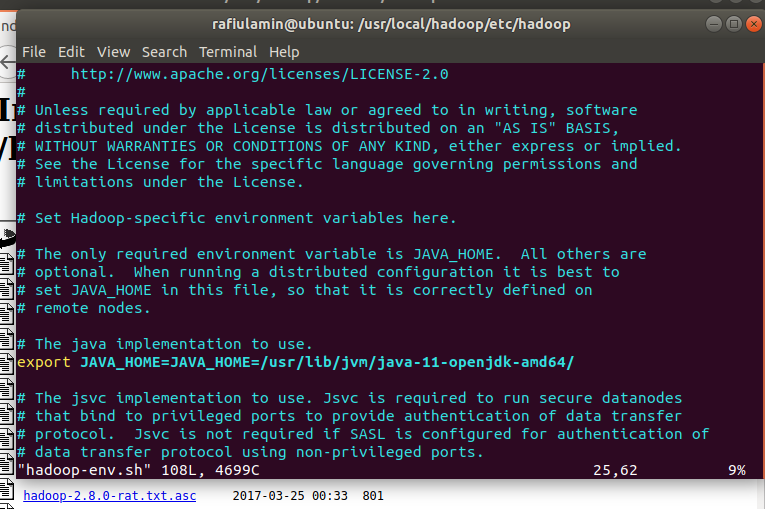 rafiulamin@ubuntu: /usr/local/hadoop/etc/hadoop
File Edit View Search Terminal Help
#     http://www.apache.org/licenses/LICENSE-2.0
#
# Unless required by applicable law or agreed to in writing, software
# distributed under the License is distributed on an "AS IS" BASIS,
# WITHOUT WARRANTIES OR CONDITIONS OF ANY KIND, either express or implied.
# See the License for the specific language governing permissions and
# limitations under the License.
# Set Hadoop-specific environment variables here.
# The only required environment variable is JAVA_HOME.  All others are
# optional.  When running a distributed configuration it is best to
# set JAVA_HOME in this file, so that it is correctly defined on
# remote nodes.
# The java implementation to use.
export JAVA_HOME=JAVA_HOME=/usr/lib/jvm/java-11-openjdk-amd64/
# The jsvc implementation to use. Jsvc is required to run secure datanodes
# that bind to privileged ports to provide authentication of data transfer
# protocol.  Jsvc is not required if SASL is configured for authentication of
# data transfer protocol using non-privileged ports.
"hadoop-env.sh" 108L, 4699C 25,62 9%
hadoop-2.8.0-rat.txt.asc 2017-03-25 00:33 801